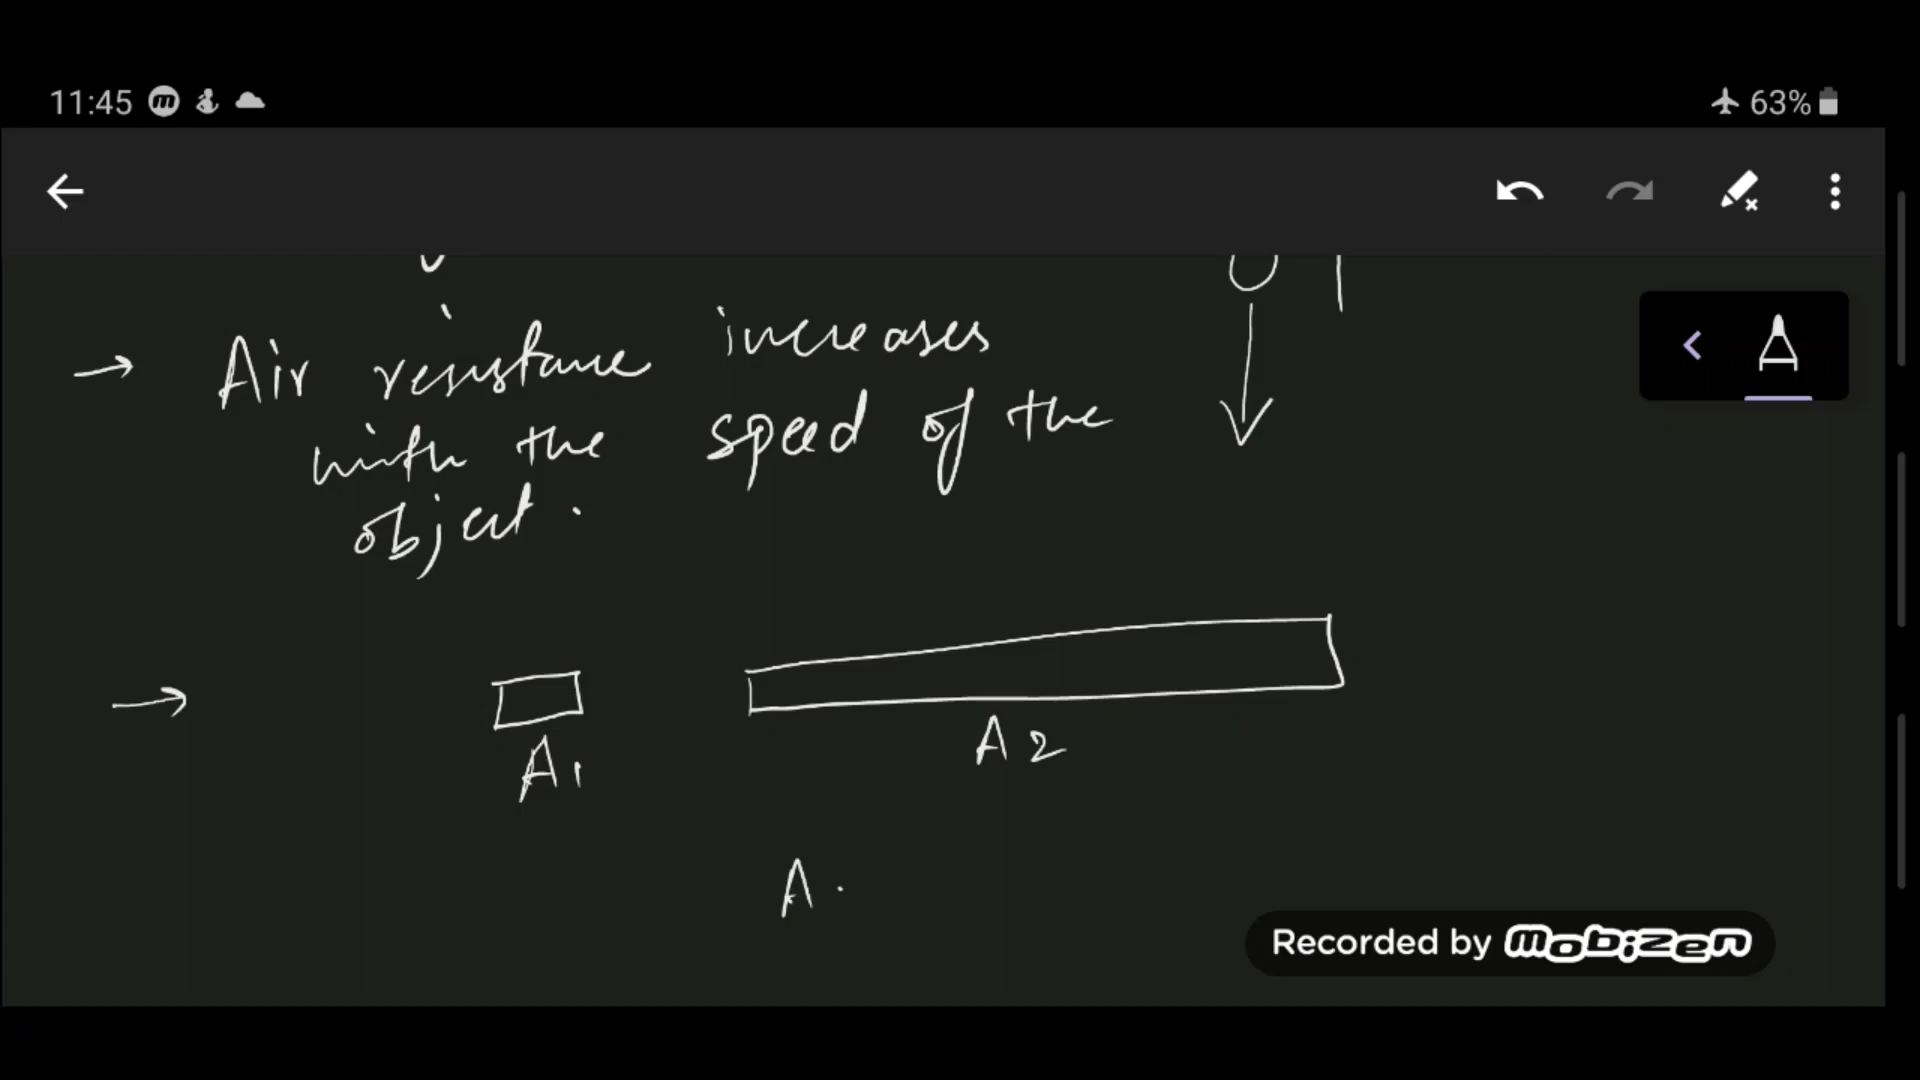 11:45
63%
→ Air resistance increases
with the speed of the
object.
→
A1
A2
A.
Recorded by mobizen